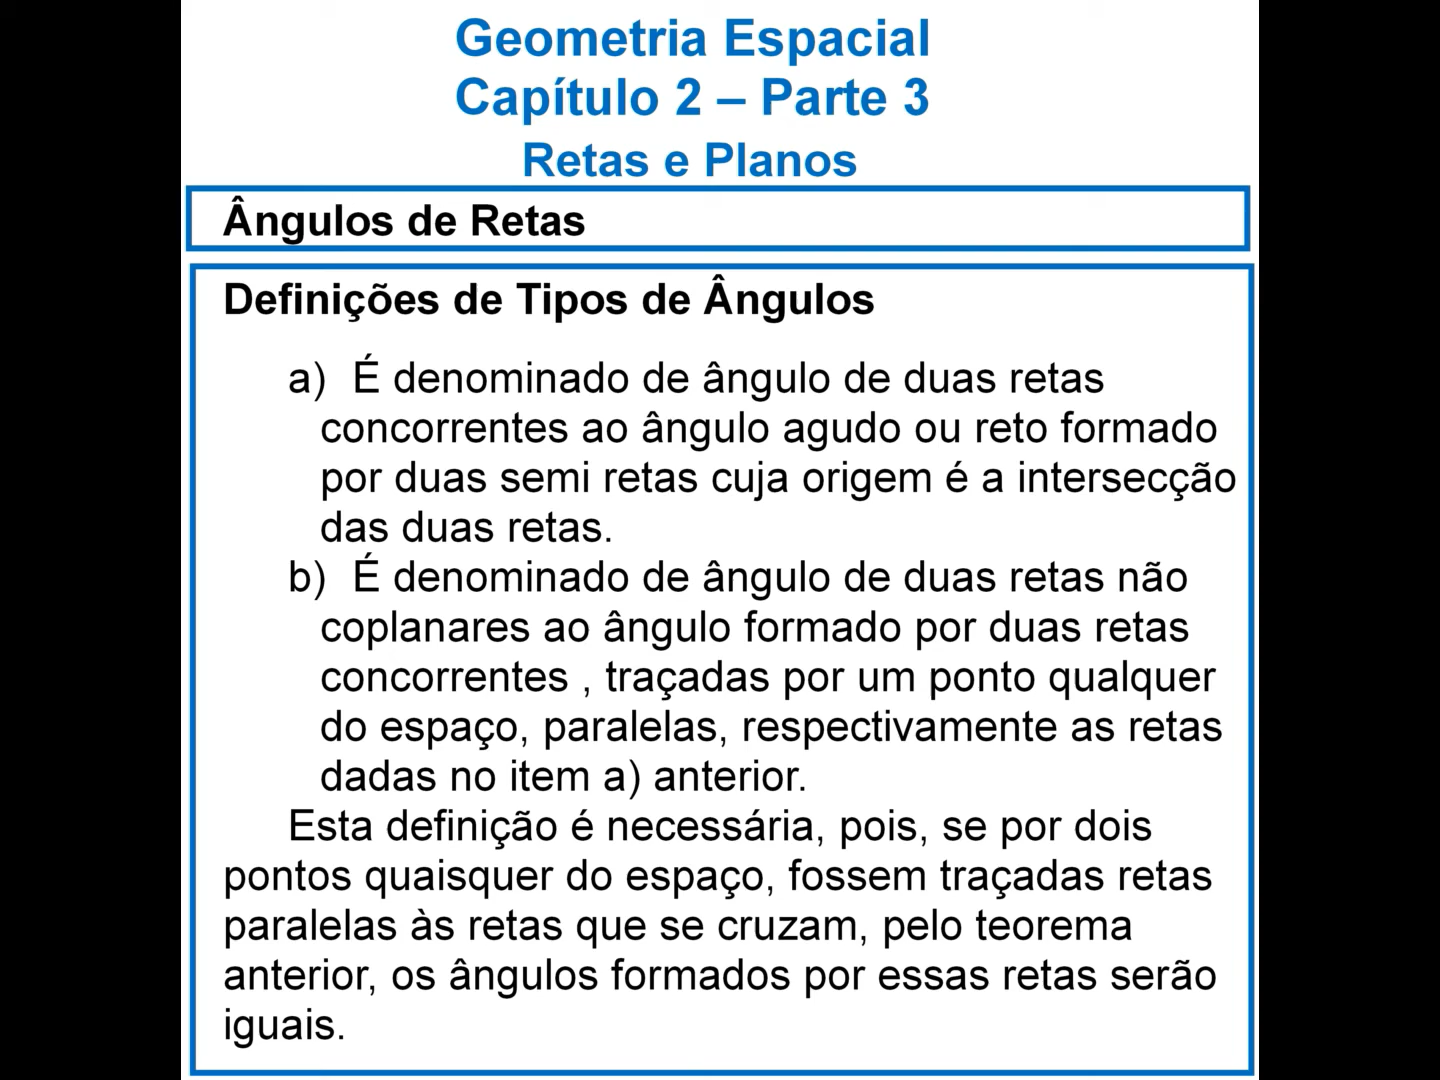 Geometria Espacial
Capítulo 2 – Parte 3
Retas e Planos
Ângulos de Retas
Definições de Tipos de Ângulos
a) É denominado de ângulo de duas retas
concorrentes ao ângulo agudo ou reto formado
por duas semi retas cuja origem é a intersecção
das duas retas.
b) É denominado de ângulo de duas retas não
coplanares ao ângulo formado por duas retas
concorrentes , traçadas por um ponto qualquer
do espaço, paralelas, respectivamente as retas
dadas no item a) anterior.
Esta definição é necessária, pois, se por dois
pontos quaisquer do espaço, fossem traçadas retas
paralelas às retas que se cruzam, pelo teorema
anterior, os ângulos formados por essas retas serão
iguais.